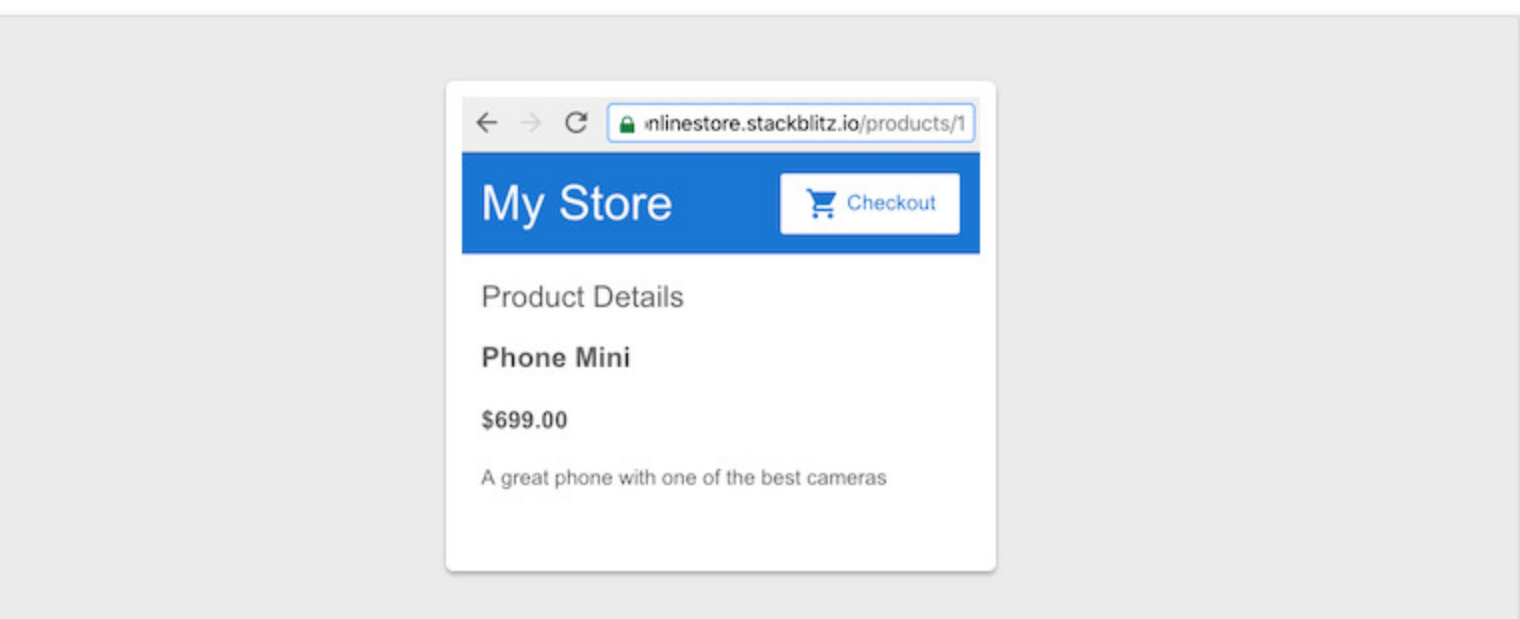 nlinestore.stackblitz.io/products/1
My Store
Checkout
Product Details
Phone Mini
$699.00
A great phone with one of the best cameras